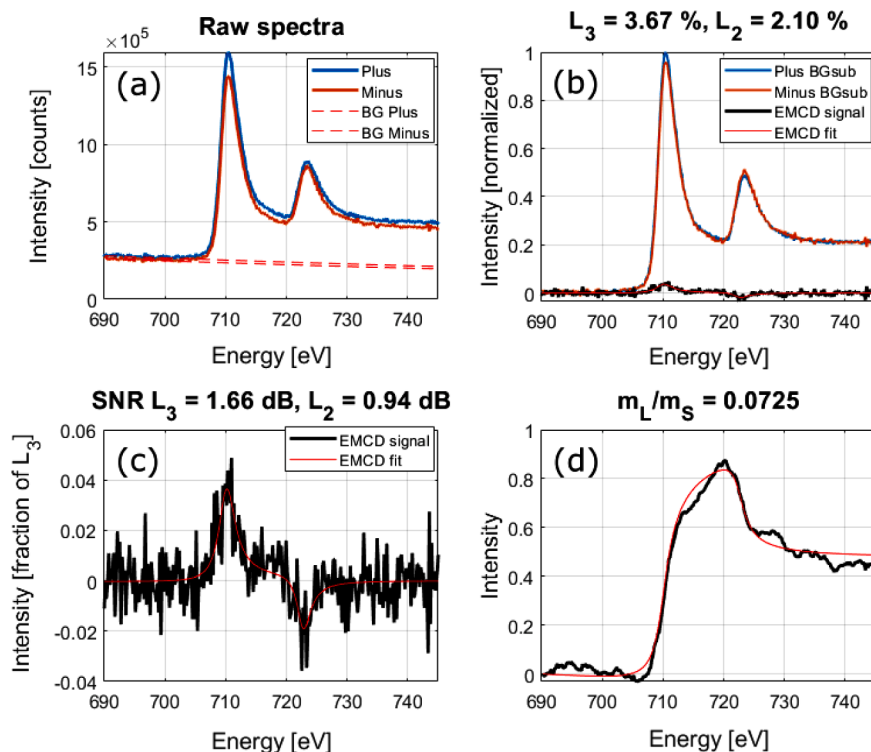 Raw spectra
×10⁵
(a)
Plus
Minus
BG Plus
BG Minus
Intensity [counts]
15
10
5
0
690 700 710 720 730 740
Energy [eV]
L₃ = 3.67 %, L₂ = 2.10 %
(b)
Plus BGsub
Minus BGsub
EMCD signal
EMCD fit
Intensity [normalized]
1
0.8
0.6
0.4
0.2
0
690 700 710 720 730 740
Energy [eV]
SNR L₃ = 1.66 dB, L₂ = 0.94 dB
(c)
EMCD signal
EMCD fit
Intensity [fraction of L₃]
0.06
0.04
0.02
0
-0.02
-0.04
690 700 710 720 730 740
Energy [eV]
m_L/m_S = 0.0725
(d)
Intensity
1
0.8
0.6
0.4
0.2
0
690 700 710 720 730 740
Energy [eV]